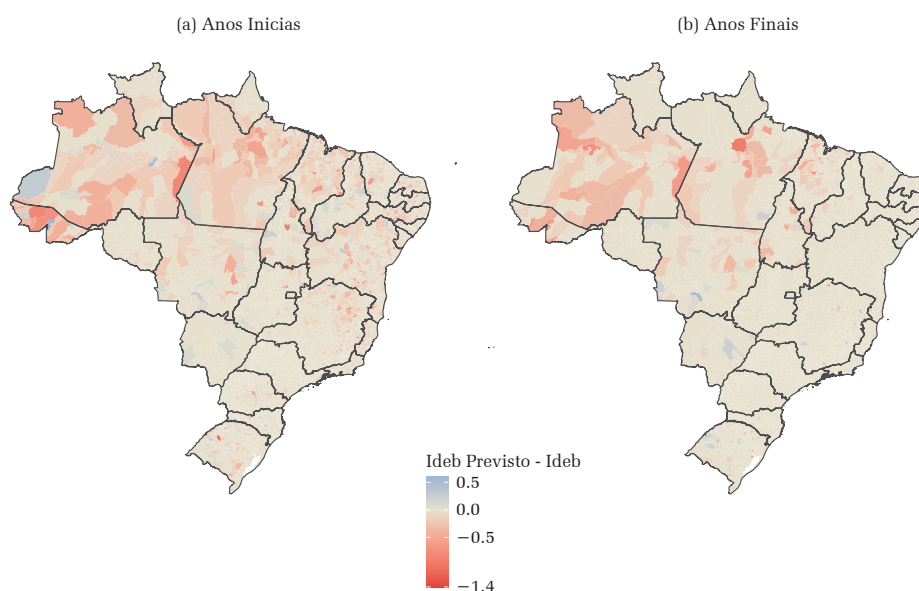 (a) Anos Inicias
(b) Anos Finais
Ideb Previsto - Ideb
0.5
0.0
−0.5
−1.4